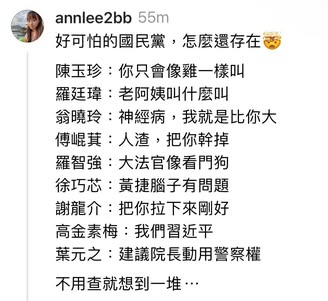 annlee2bb 55m
好可怕的國民黨，怎麼還存在🤯
陳玉珍：你只會像雞一樣叫
羅廷瑋：老阿姨叫什麼叫
翁曉玲：神經病，我就是比你大
傅崐萁：人渣，把你幹掉
羅智強：大法官像看門狗
徐巧芯：黃捷腦子有問題
謝龍介：把你拉下來剛好
高金素梅：我們習近平
葉元之：建議院長動用警察權
不用查就想到一堆⋯